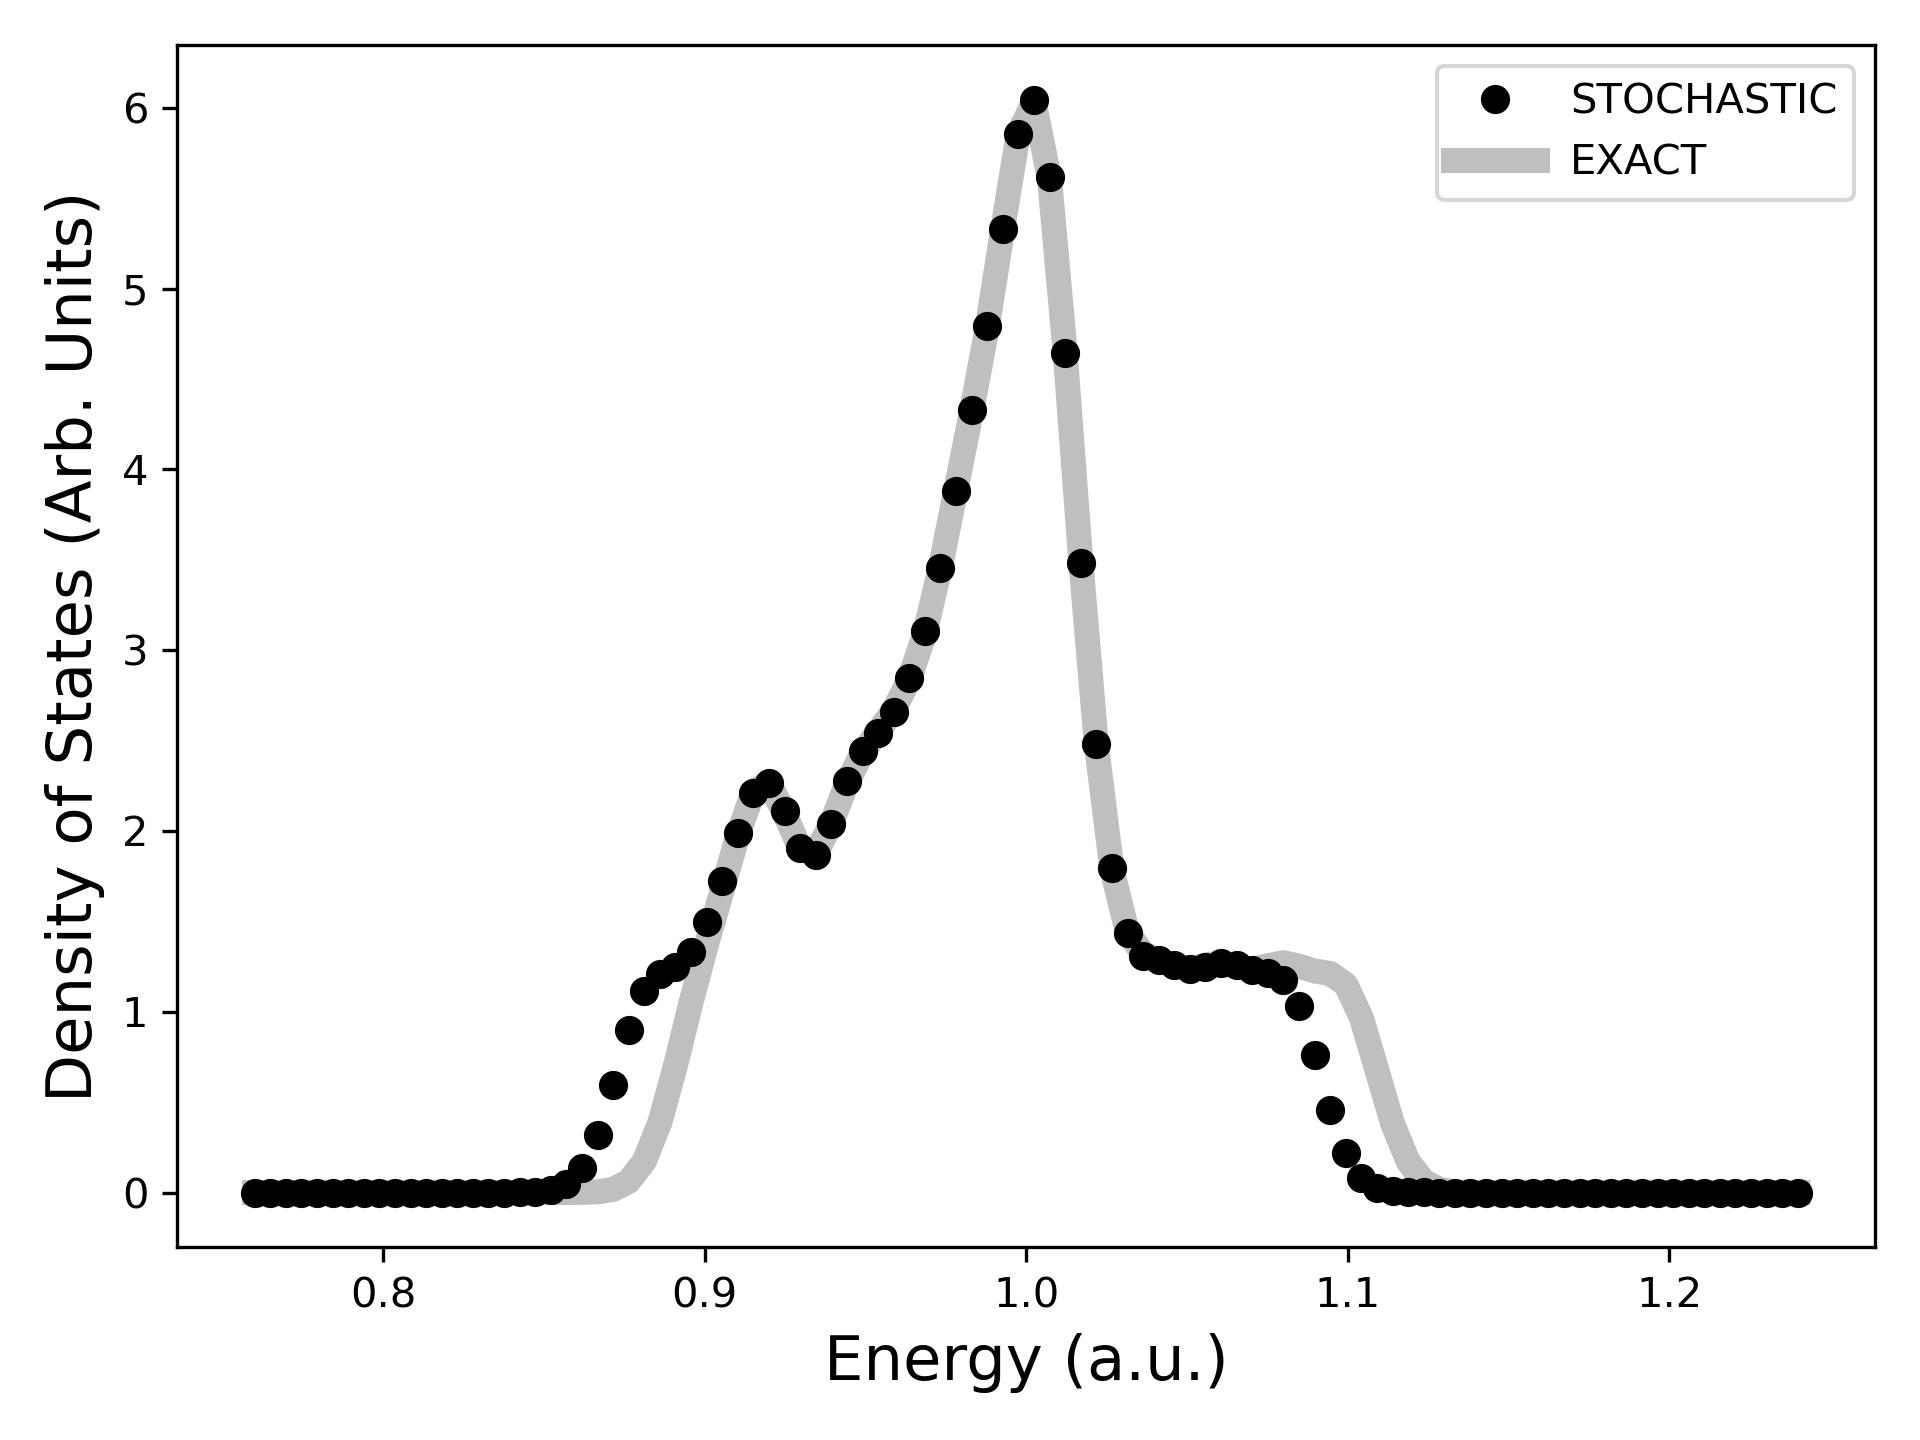 STOCHASTIC
EXACT
Density of States (Arb. Units)
6
5
4
3
2
1
0
0.8 0.9 1.0 1.1 1.2
Energy (a.u.)